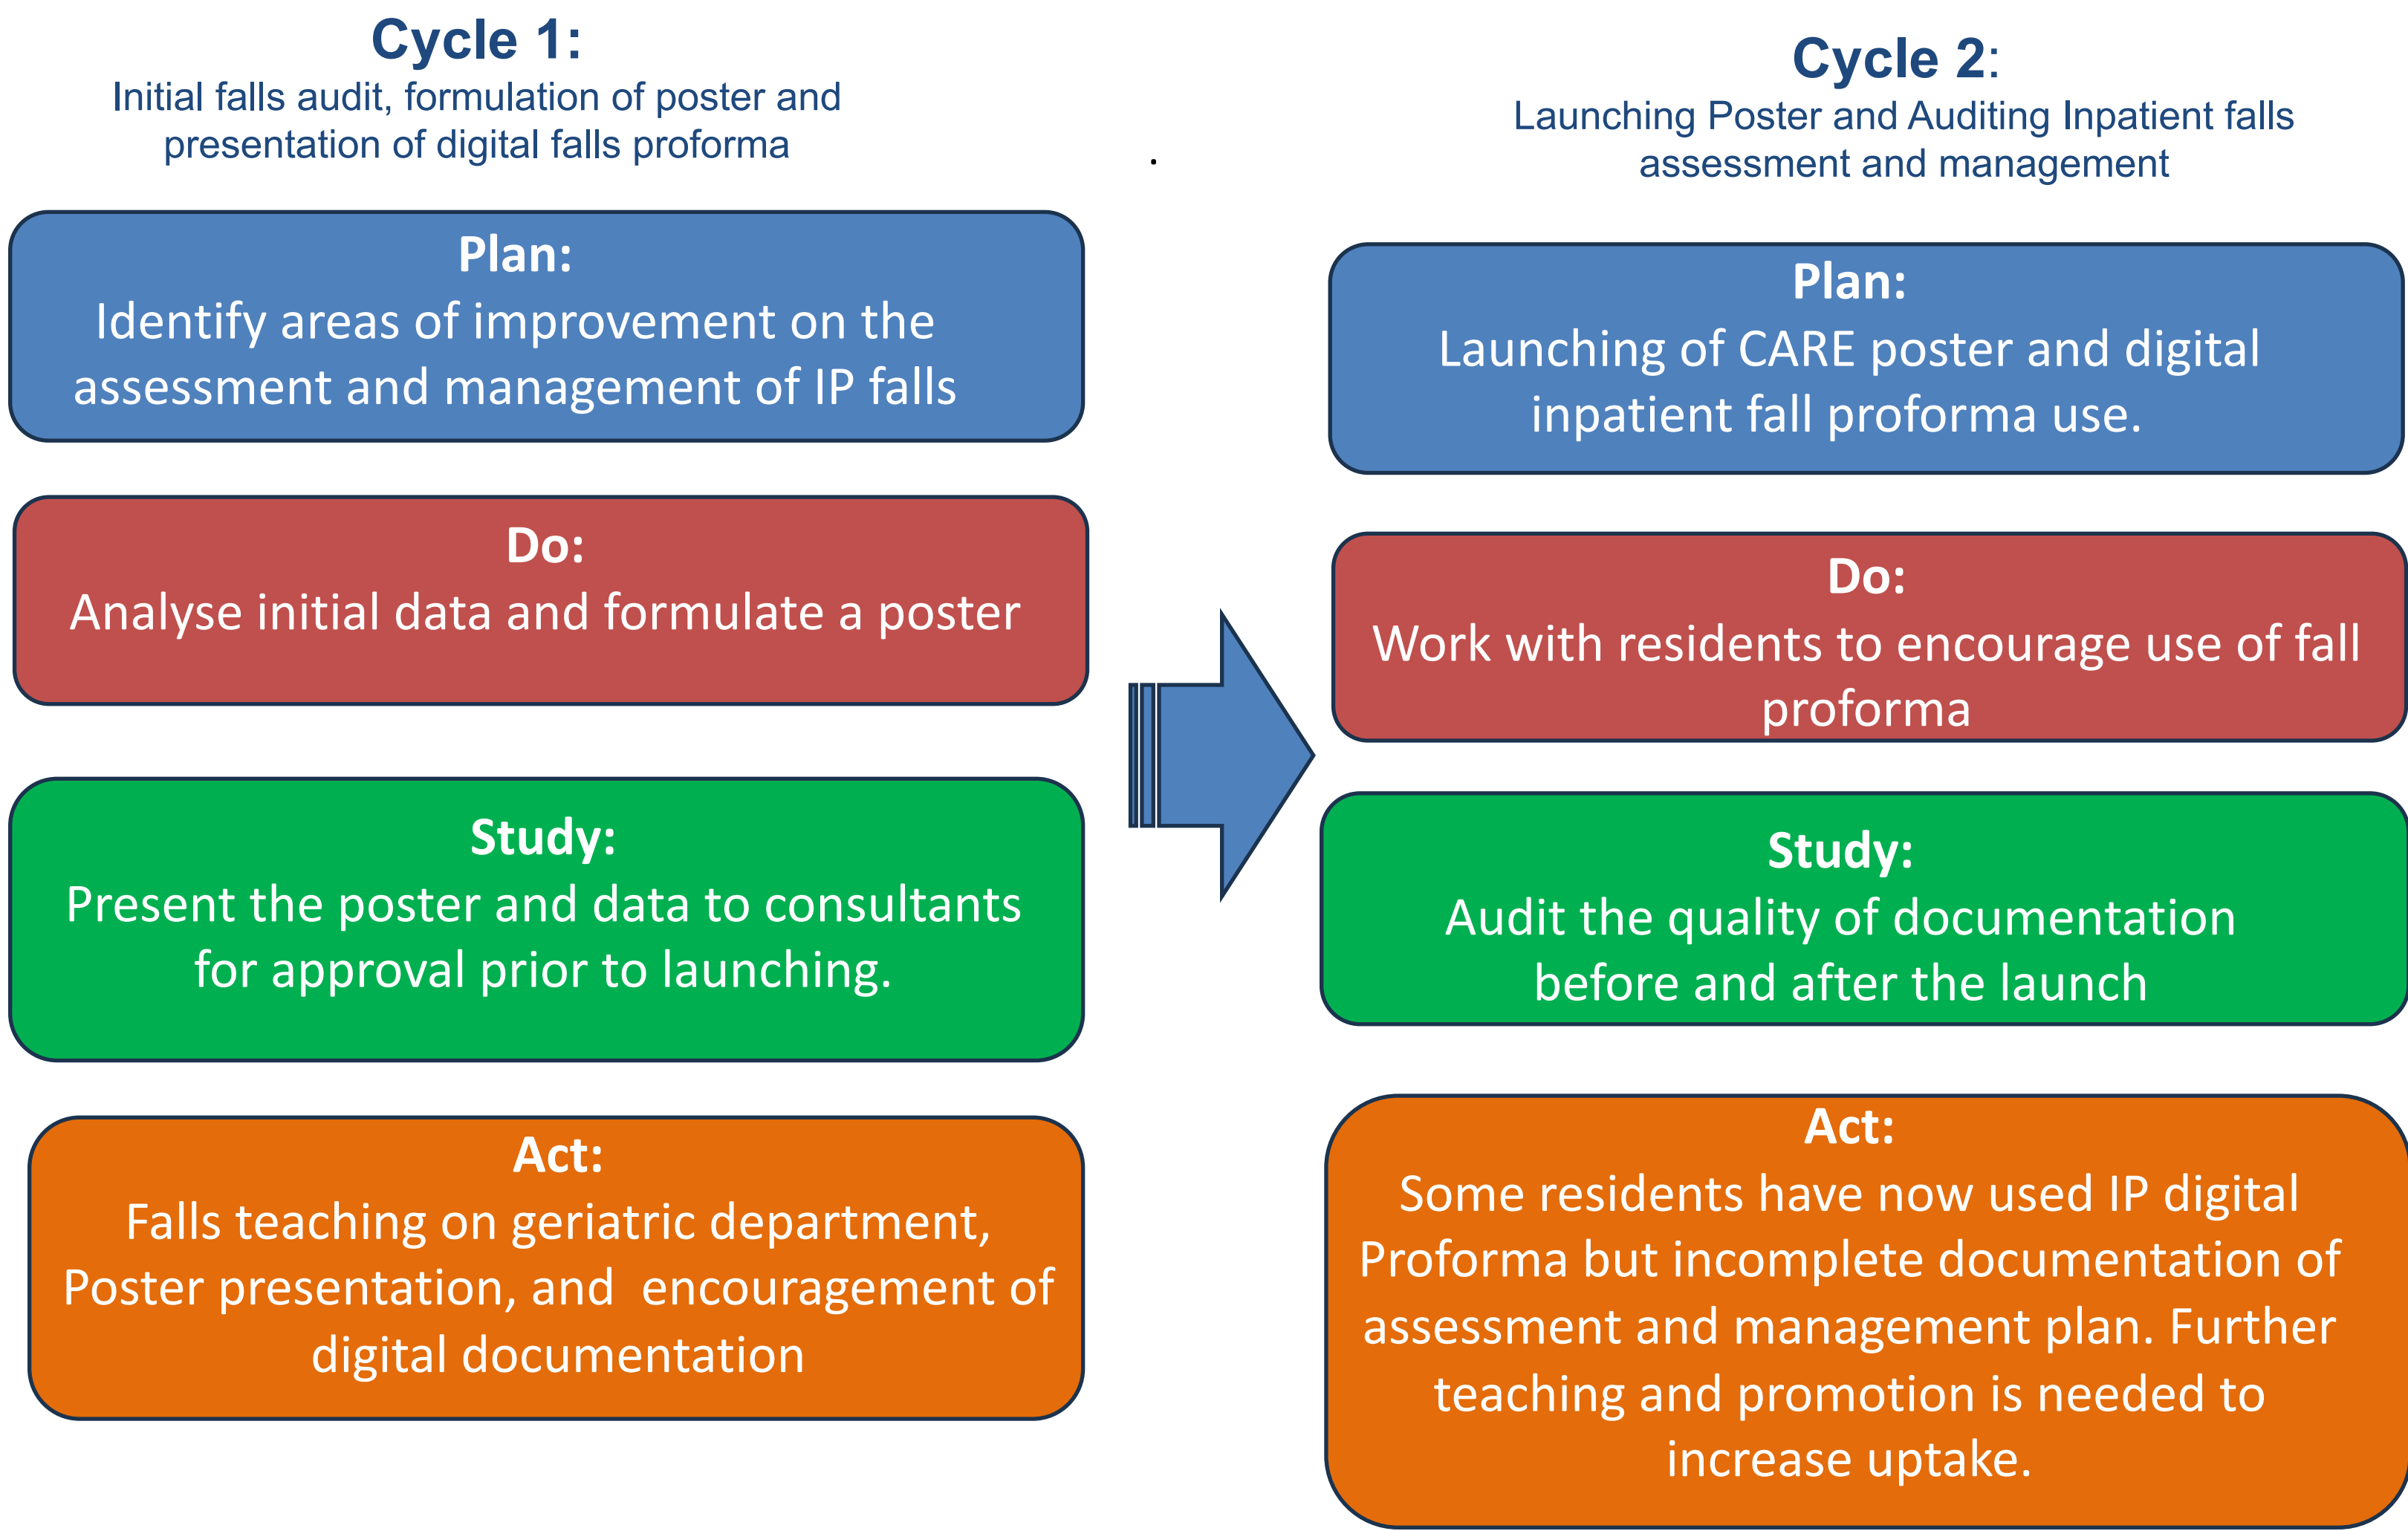 Cycle 1:
Initial falls audit, formulation of poster and
presentation of digital falls proforma
Plan:
Identify areas of improvement on the
assessment and management of IP falls
Do:
Analyse initial data and formulate a poster
Study:
Present the poster and data to consultants
for approval prior to launching.
Act:
Falls teaching on geriatric department,
Poster presentation, and encouragement of
digital documentation
.
Cycle 2:
Launching Poster and Auditing Inpatient falls
assessment and management
Plan:
Launching of CARE poster and digital
inpatient fall proforma use.
Do:
Work with residents to encourage use of fall
proforma
Study:
Audit the quality of documentation
before and after the launch
Act:
Some residents have now used IP digital
Proforma but incomplete documentation of
assessment and management plan. Further
teaching and promotion is needed to
increase uptake.